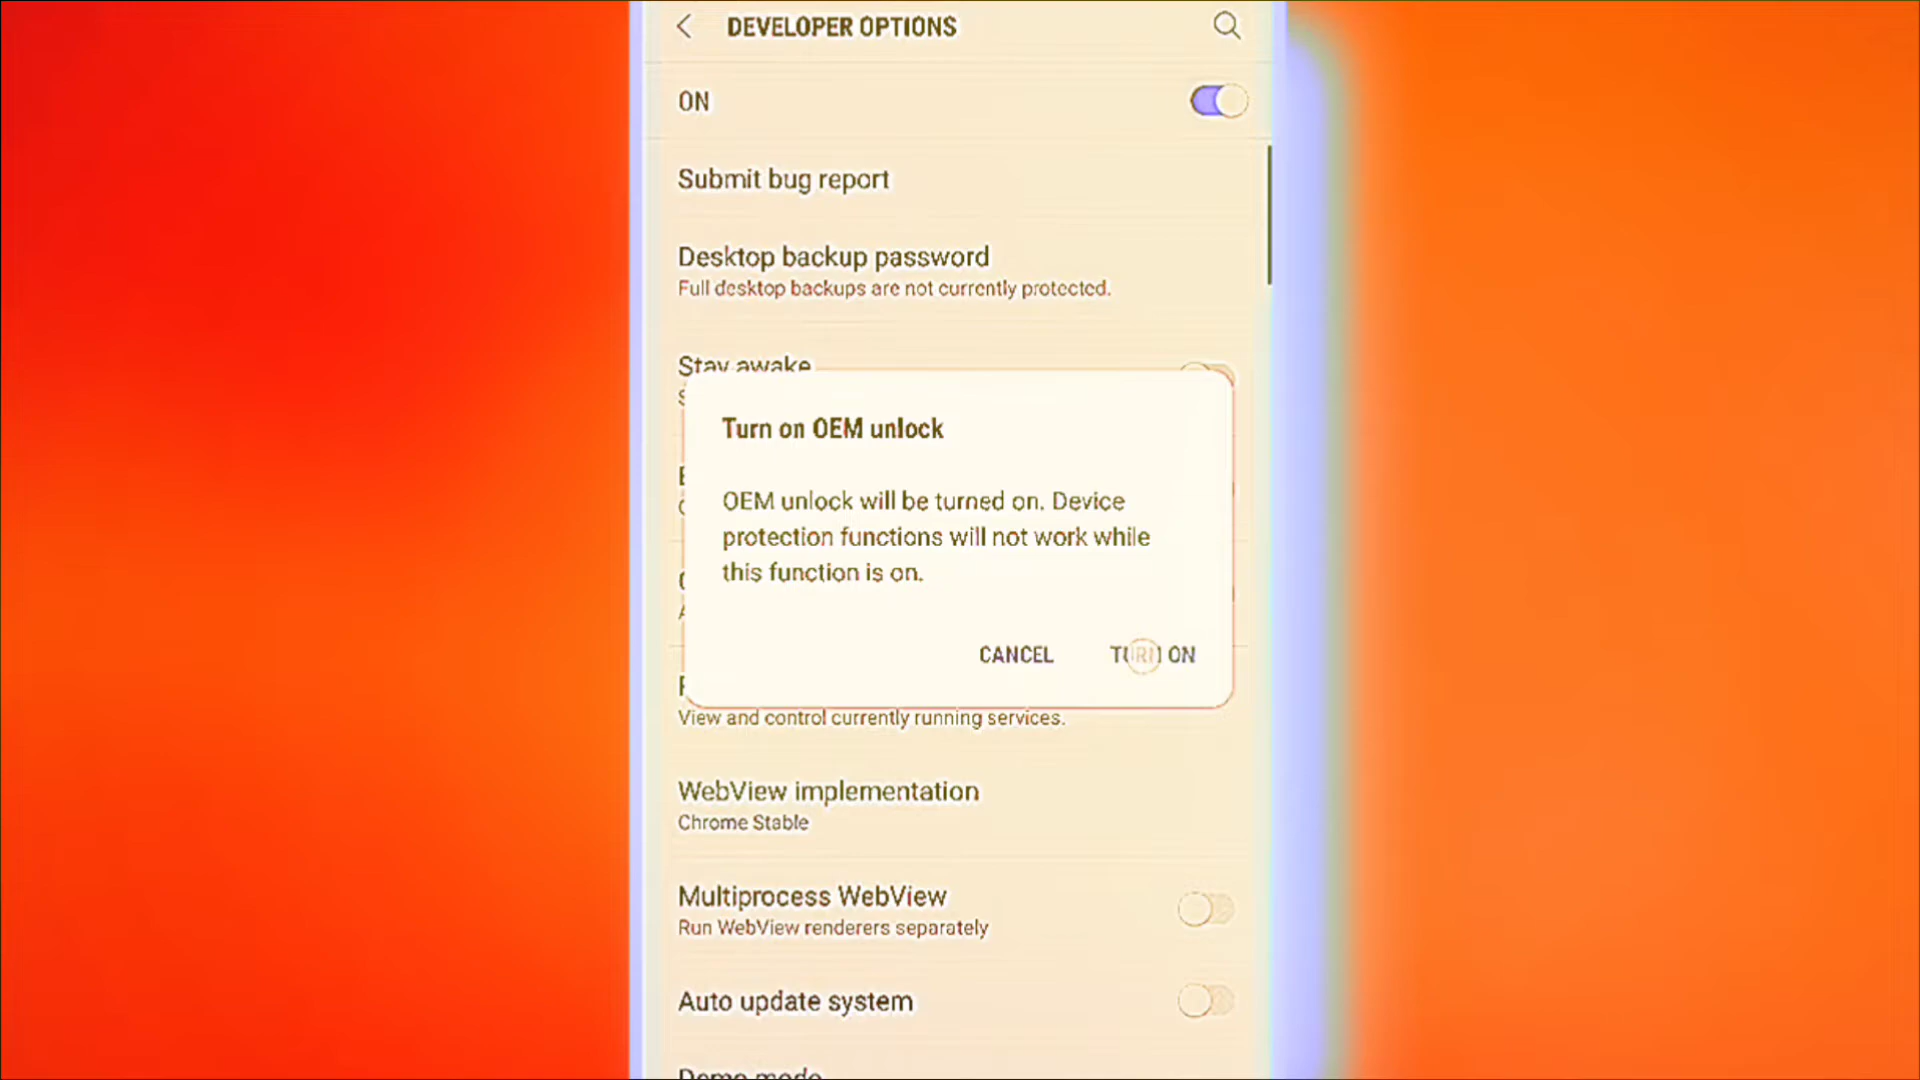 DEVELOPER OPTIONS
ON
Submit bug report
Desktop backup password
Full desktop backups are not currently protected.
Stay awake
Turn on OEM unlock
OEM unlock will be turned on. Device
protection functions will not work while
this function is on.
CANCEL TURN ON
View and control currently running services.
WebView implementation
Chrome Stable
Multiprocess WebView
Run WebView renderers separately
Auto update system
Demo mode